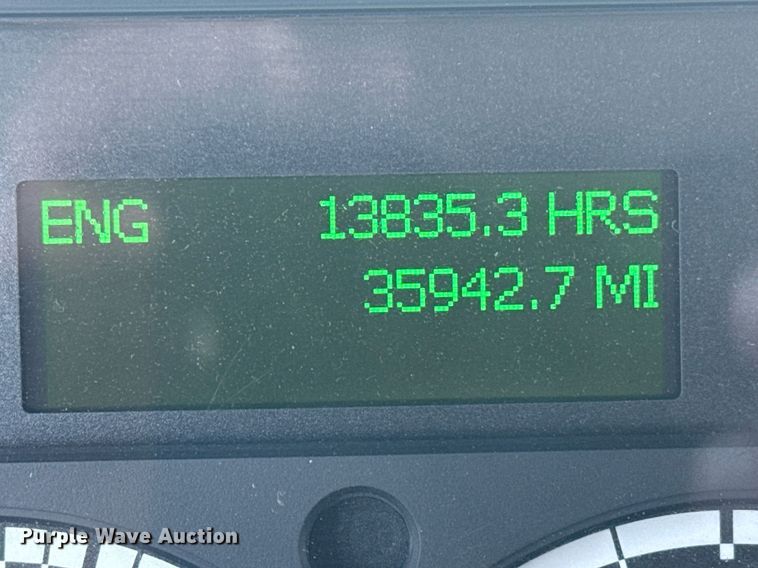 ENG 13835.3 HRS
35942.7 MI
Purple Wave Auction